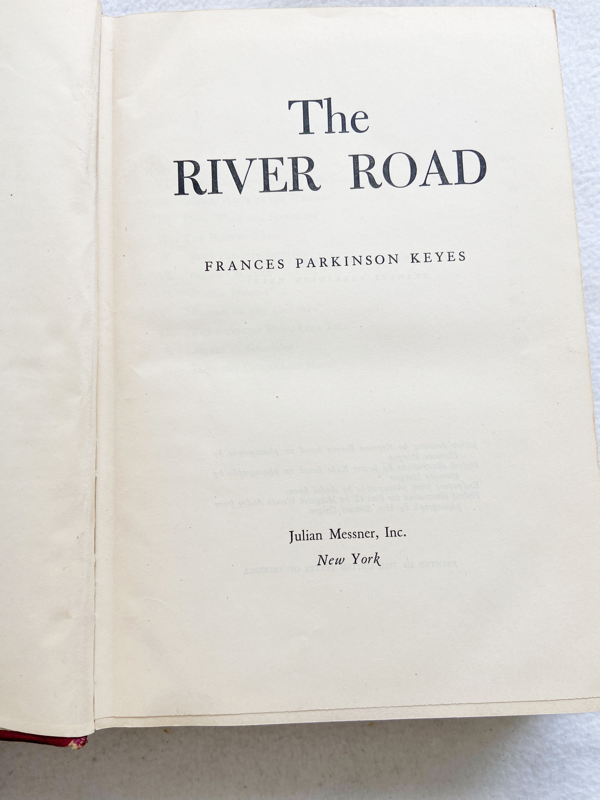 The
RIVER ROAD
FRANCES PARKINSON KEYES
Julian Messner, Inc.
New York